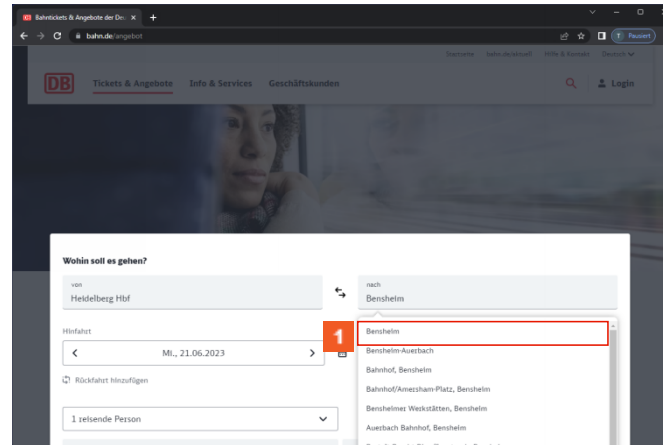 Bahntickets & Angebote der De
bahn.de/angebot
Pausiert
Startseite bahn.de/aktuell Hilfe & Kontakt Deutsch
DB Tickets & Angebote Info & Services Geschäftskunden Login
Wohin soll es gehen?
von
Heidelberg Hbf
nach
Bensheim
Hinfahrt
Mi., 21.06.2023
1
Rückfahrt hinzufügen
1 reisende Person
Bensheim
Bensheim-Auerbach
Bahnhof, Bensheim
Bahnhof/Amersham-Platz, Bensheim
Bensheimer Werkstätten, Bensheim
Auerbach Bahnhof, Bensheim